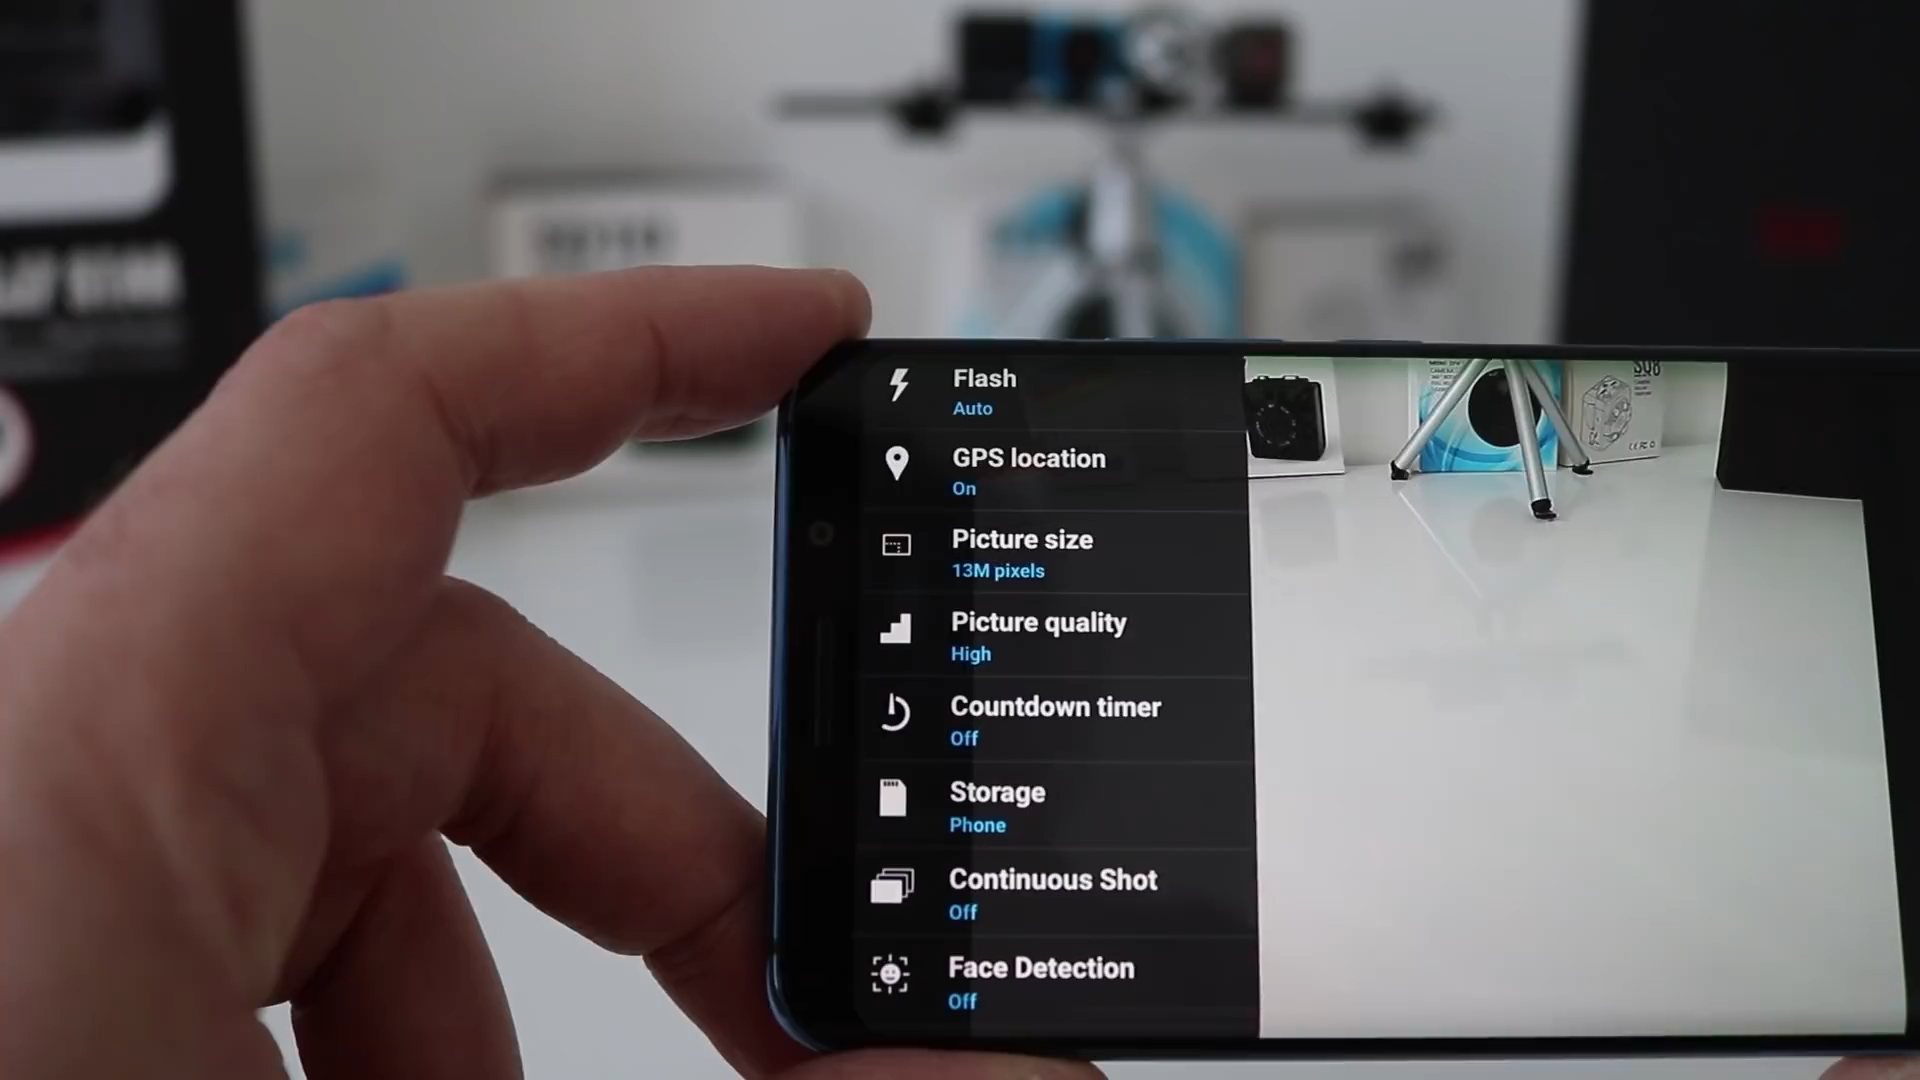 Flash
Auto
GPS location
On
Picture size
13M pixels
Picture quality
High
Countdown timer
Off
Storage
Phone
Continuous Shot
Off
Face Detection
Off
SQ8